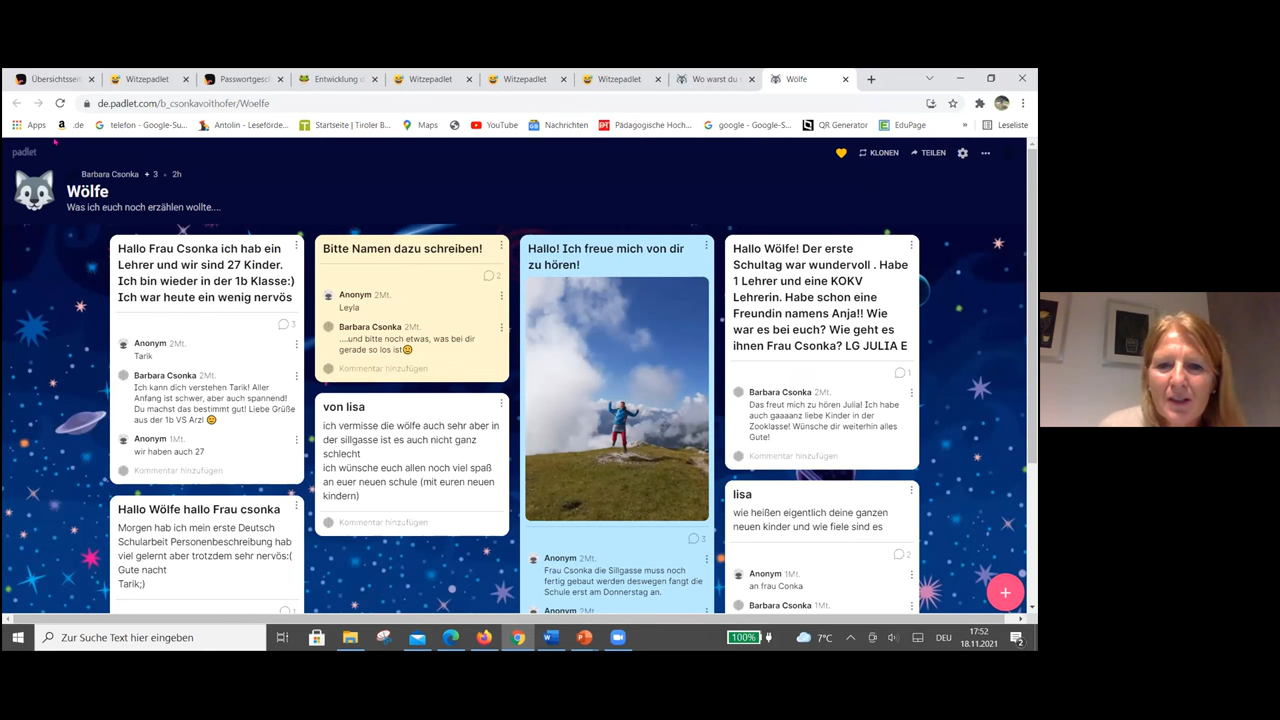 Übersichtssei
Witzepadlet
Passwortgesc
Entwicklung d
Witzepadlet
Witzepadlet
Witzepadlet
Wo warst du
Wölfe
de.padlet.com/b_csonkavoithofer/Woelfe
Apps
.de
telefon - Google-Su...
Antolin - Leseförde...
Startseite | Tiroler B...
Maps
YouTube
Nachrichten
Pädagogische Hoch...
google - Google-S...
QR Generator
EduPage
»
Leseliste
padlet
KLONEN
TEILEN
Barbara Csonka + 3 • 2h
Wölfe
Was ich euch noch erzählen wollte....
Hallo Frau Csonka ich hab ein
Lehrer und wir sind 27 Kinder.
Ich bin wieder in der 1b Klasse:)
Ich war heute ein wenig nervös
3
Anonym 2Mt.
Tarik
Barbara Csonka 2Mt.
Ich kann dich verstehen Tarik! Aller
Anfang ist schwer, aber auch spannend!
Du machst das bestimmt gut! Liebe Grüße
aus der 1b VS Arzl
Anonym 1Mt.
wir haben auch 27
Kommentar hinzufügen
Hallo Wölfe hallo Frau csonka
Morgen hab ich mein erste Deutsch
Schularbeit Personenbeschreibung hab
viel gelernt aber trotzdem sehr nervös:(
Gute nacht
Tarik;)
1
Bitte Namen dazu schreiben!
2
Anonym 2Mt.
Leyla
Barbara Csonka 2Mt.
....und bitte noch etwas, was bei dir
gerade so los ist
Kommentar hinzufügen
von lisa
ich vermisse die wölfe auch sehr aber in
der sillgasse ist es auch nicht ganz
schlecht
ich wünsche euch allen noch viel spaß
an euer neuen schule (mit euren neuen
kindern)
Kommentar hinzufügen
Hallo! Ich freue mich von dir
zu hören!
3
Anonym 2Mt.
Frau Csonka die Sillgasse muss noch
fertig gebaut werden deswegen fangt die
Schule erst am Donnerstag an.
Anonym 2Mt.
Hallo Wölfe! Der erste
Schultag war wundervoll . Habe
1 Lehrer und eine KOKV
Lehrerin. Habe schon eine
Freundin namens Anja!! Wie
war es bei euch? Wie geht es
ihnen Frau Csonka? LG JULIA E
1
Barbara Csonka 2Mt.
Das freut mich zu hören Julia! Ich habe
auch gaaaanz liebe Kinder in der
Zooklasse! Wünsche dir weiterhin alles
Gute!
Kommentar hinzufügen
lisa
wie heißen eigentlich deine ganzen
neuen kinder und wie fiele sind es
2
Anonym 1Mt.
an frau Conka
Barbara Csonka 1Mt.
Zur Suche Text hier eingeben
100%
7°C
DEU
17:52
18.11.2021
2